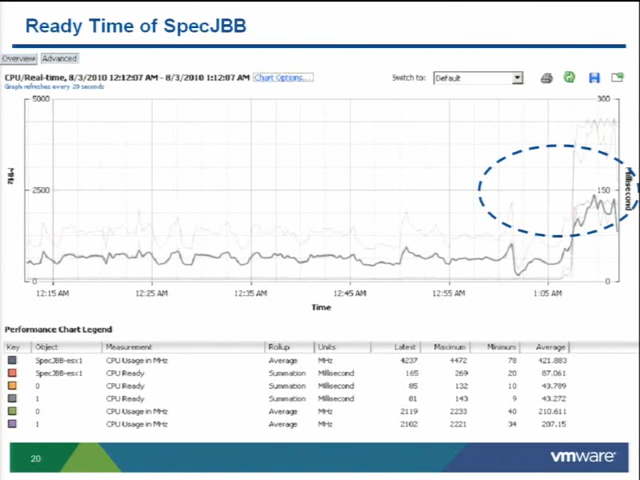 Ready Time of SpecJBB
Overview Advanced
CPU/Real-time, 8/3/2010 12:12:07 AM - 8/3/2010 1:12:07 AM Chart Options... Switch to: Default
Graph refreshes every 20 seconds
5000 300
MHz 2500 150 Millisecond
0 0
12:15 AM 12:25 AM 12:35 AM 12:45 AM 12:55 AM 1:05 AM
Time
Performance Chart Legend
Key Object Measurement Rollup Units Latest Maximum Minimum Average
SpecJBB-esx1 CPU Usage in MHz Average MHz 4237 4472 78 421.883
SpecJBB-esx1 CPU Ready Summation Millisecond 165 269 20 87.061
0 CPU Ready Summation Millisecond 85 132 10 43.789
1 CPU Ready Summation Millisecond 81 143 9 43.272
0 CPU Usage in MHz Average MHz 2119 2233 40 210.611
1 CPU Usage in MHz Average MHz 2102 2221 34 207.15
20 vmware